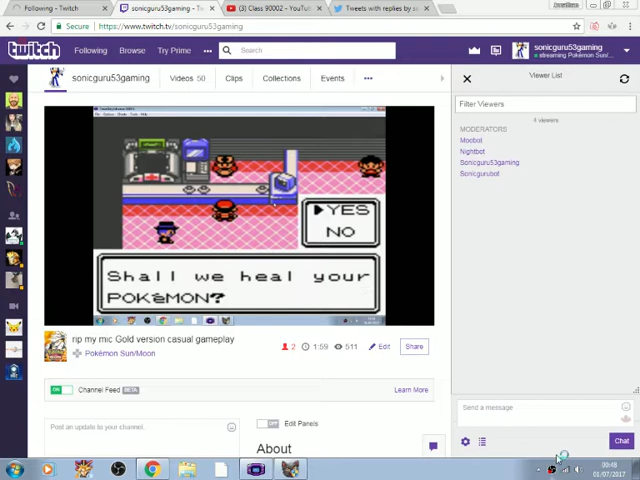 Following - Twitch
sonicguru53gaming - Tw
(3) Class 90002 - YouTu
Tweets with replies by s
Secure
https://www.twitch.tv/sonicguru53gaming
twitch
Following
Browse
Try Prime
Search
sonicguru53gaming
streaming Pokémon Sun/...
sonicguru53gaming
Videos 50
Clips
Collections
Events
Viewer List
Filter Viewers
4 viewers
MODERATORS
Moobot
Nightbot
Sonicguru53gaming
Sonicgurubot
YES
NO
Shall we heal your
POKéMON?
rip my mic Gold version casual gameplay
Pokémon Sun/Moon
2
1:59
511
Edit
Share
ON
Channel Feed
BETA
Learn More
Post an update to your channel.
OFF
Edit Panels
About
Send a message
Chat
00:48
01/07/2017